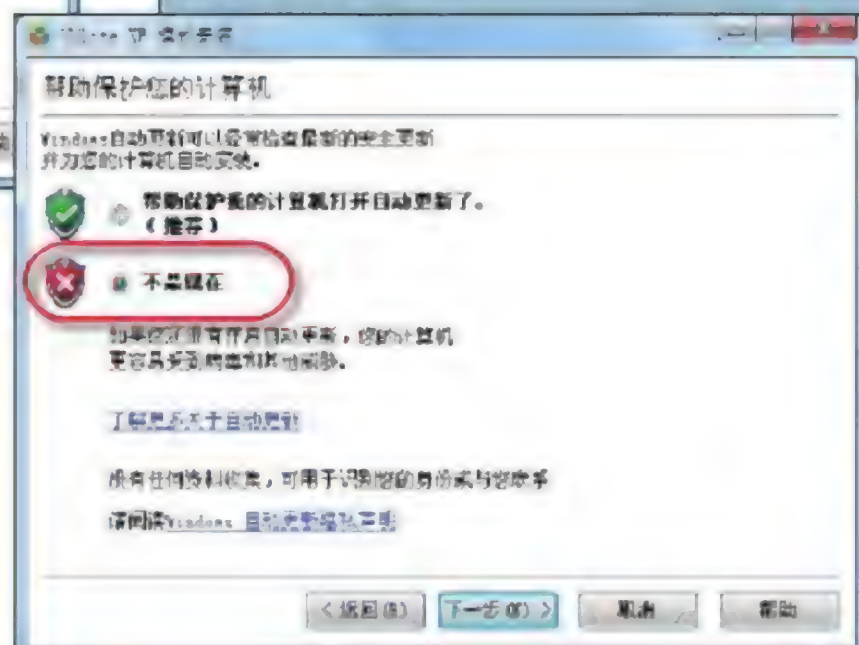 帮助保护您的计算机
Windows自动更新可以经常检查最新的安全更新
并为您的计算机自动安装。
帮助保护我的计算机打开自动更新了。
（推荐）
不是现在
如果您还没有开启自动更新，您的计算机
更容易受到病毒和其他威胁。
了解更多关于自动更新
没有任何资料收集，可用于识别您的身份或与您联系
请阅读Windows 自动更新隐私声明
< 返回(B)
下一步(N) >
取消
帮助